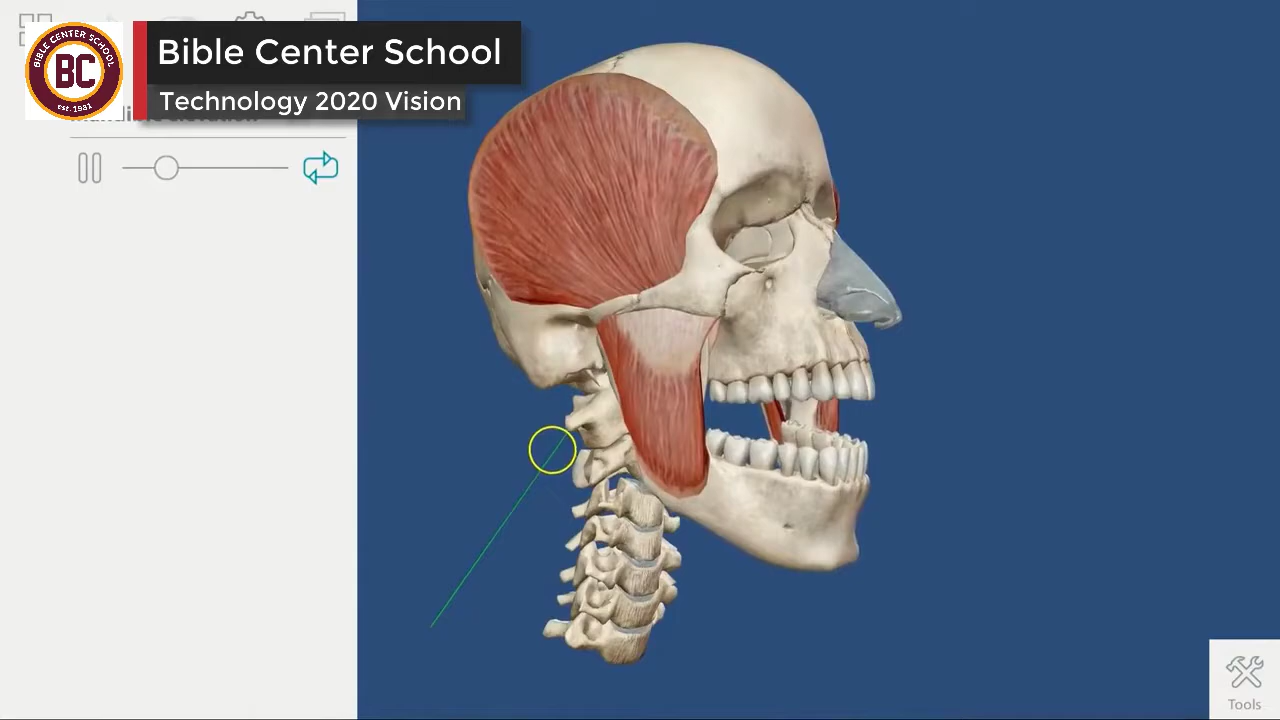 BIBLE CENTER SCHOOL
BC
est. 1981
Bible Center School
Technology 2020 Vision
Tools